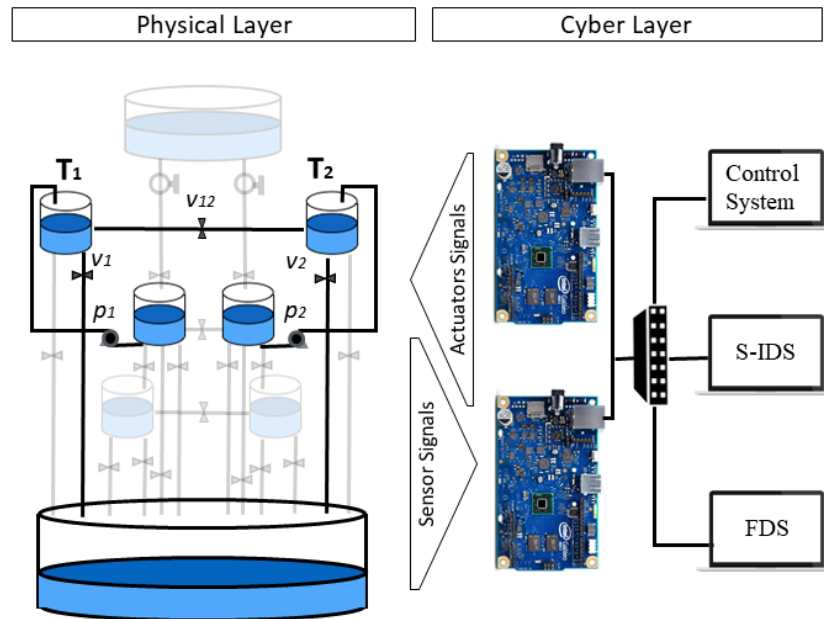 Physical Layer
Cyber Layer
T1
T2
v12
v1
v2
p1
p2
Actuators Signals
Sensor Signals
Control
System
S-IDS
FDS